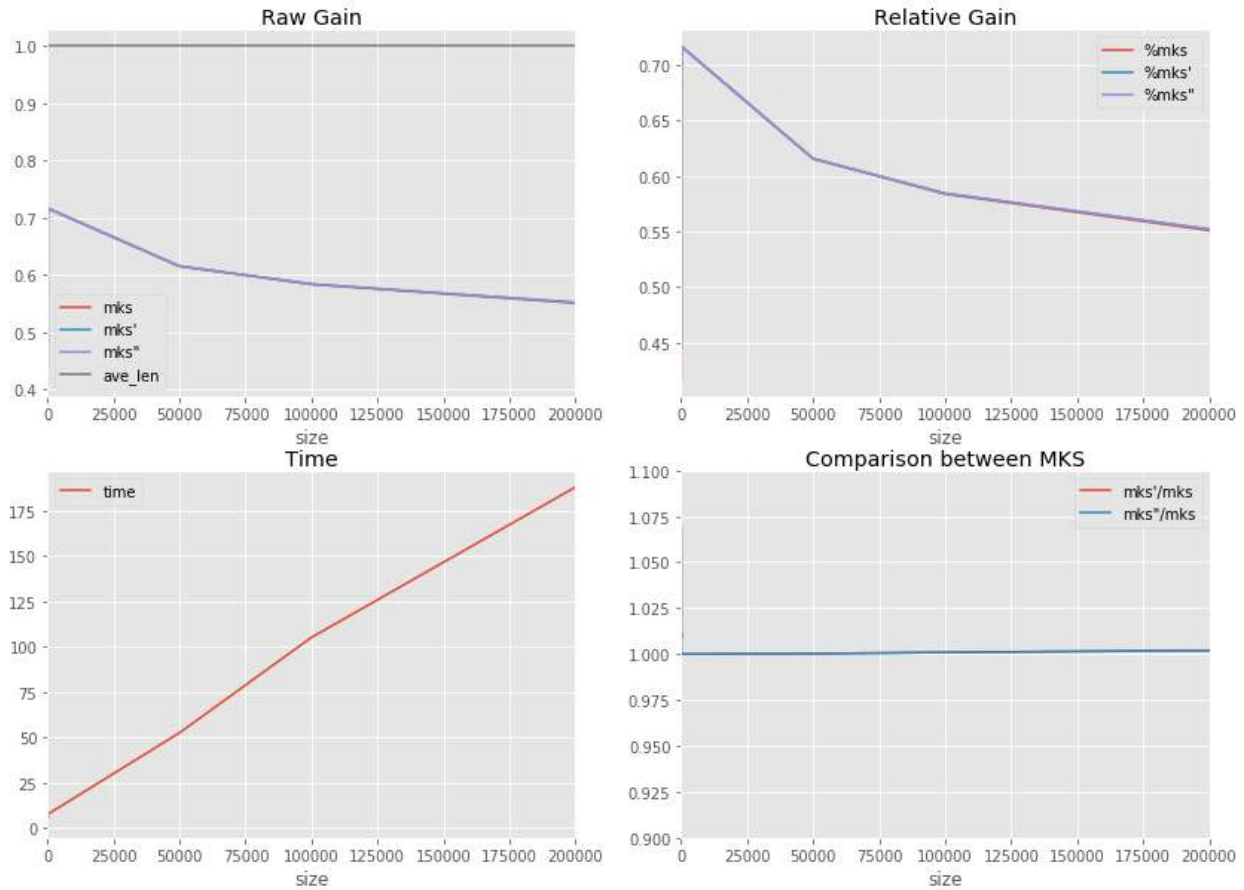 Raw Gain
1.0
0.9
0.8
0.7
0.6
0.5
0.4
mks
mks'
mks"
ave_len
0 25000 50000 75000 100000 125000 150000 175000 200000
size
Relative Gain
0.70
0.65
0.60
0.55
0.50
0.45
%mks
%mks'
%mks"
0 25000 50000 75000 100000 125000 150000 175000 200000
size
Time
175
150
125
100
75
50
25
0
time
0 25000 50000 75000 100000 125000 150000 175000 200000
size
Comparison between MKS
1.100
1.075
1.050
1.025
1.000
0.975
0.950
0.925
0.900
mks'/mks
mks"/mks
0 25000 50000 75000 100000 125000 150000 175000 200000
size